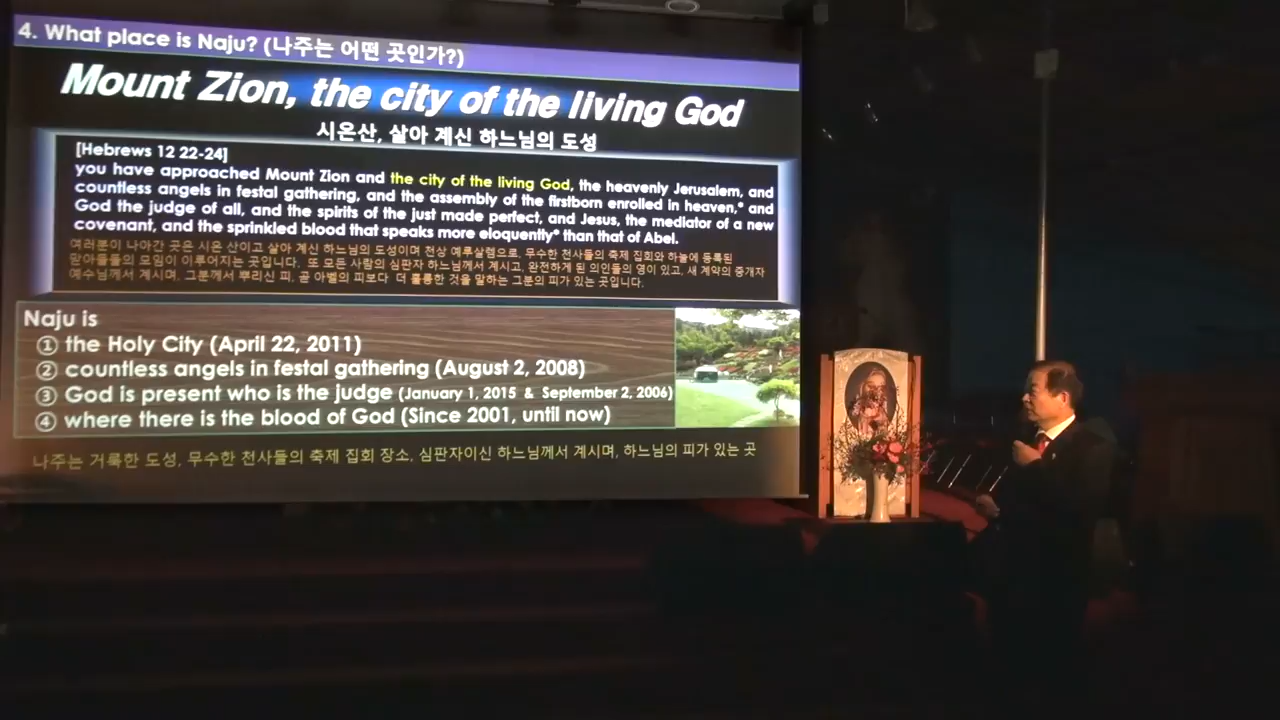 4. What place is Naju? (나주는 어떤 곳인가?)
Mount Zion, the city of the living God
시온산, 살아 계신 하느님의 도성
[Hebrews 12 22-24]
you have approached Mount Zion and the city of the living God, the heavenly Jerusalem, and
countless angels in festal gathering, and the assembly of the firstborn enrolled in heaven,* and
God the judge of all, and the spirits of the just made perfect, and Jesus, the mediator of a new
covenant, and the sprinkled blood that speaks more eloquently* than that of Abel.
여러분이 나아간 곳은 시온 산이고 살아 계신 하느님의 도성이며 천상 예루살렘으로, 무수한 천사들의 축제 집회와 하늘에 등록된
맏아들들의 모임이 이루어지는 곳입니다. 또 모든 사람의 심판자 하느님께서 계시고, 완전하게 된 의인들의 영이 있고, 새 계약의 중개자
예수님께서 계시며, 그분께서 뿌리신 피, 곧 아벨의 피보다 더 훌륭한 것을 말하는 그분의 피가 있는 곳입니다.
Naju is
① the Holy City (April 22, 2011)
② countless angels in festal gathering (August 2, 2008)
③ God is present who is the judge (January 1, 2015 & September 2, 2006)
④ where there is the blood of God (Since 2001, until now)
나주는 거룩한 도성, 무수한 천사들의 축제 집회 장소, 심판자이신 하느님께서 계시며, 하느님의 피가 있는 곳